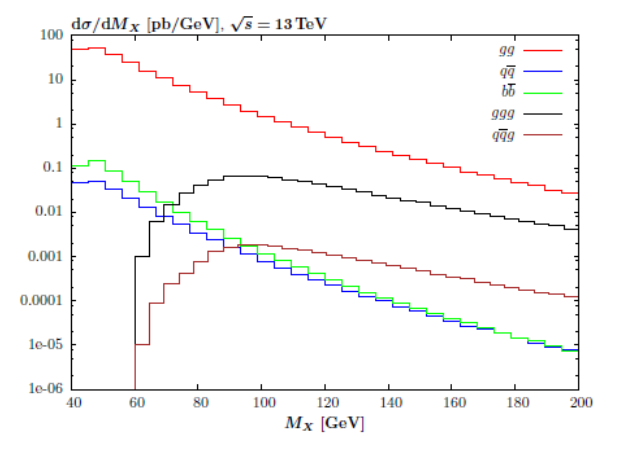 dσ/dM_X [pb/GeV], √s = 13 TeV
100
10
1
0.1
0.01
0.001
0.0001
1e-05
1e-06
gg
qq̅
bb̅
ggg
qq̅g
40 60 80 100 120 140 160 180 200
M_X [GeV]